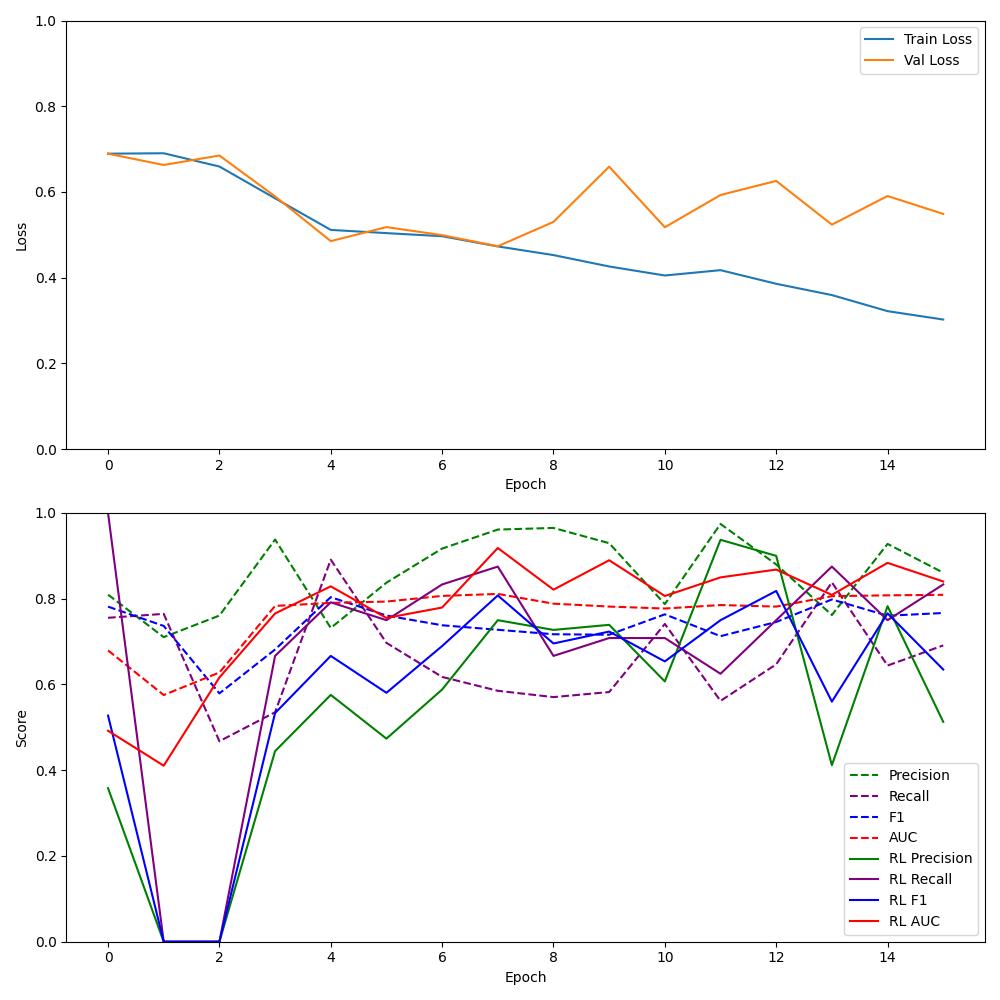 1.0
0.8
0.6
0.4
0.2
0.0
Loss
Train Loss
Val Loss
0 2 4 6 8 10 12 14
Epoch
1.0
0.8
0.6
0.4
0.2
0.0
Score
Precision
Recall
F1
AUC
RL Precision
RL Recall
RL F1
RL AUC
0 2 4 6 8 10 12 14
Epoch